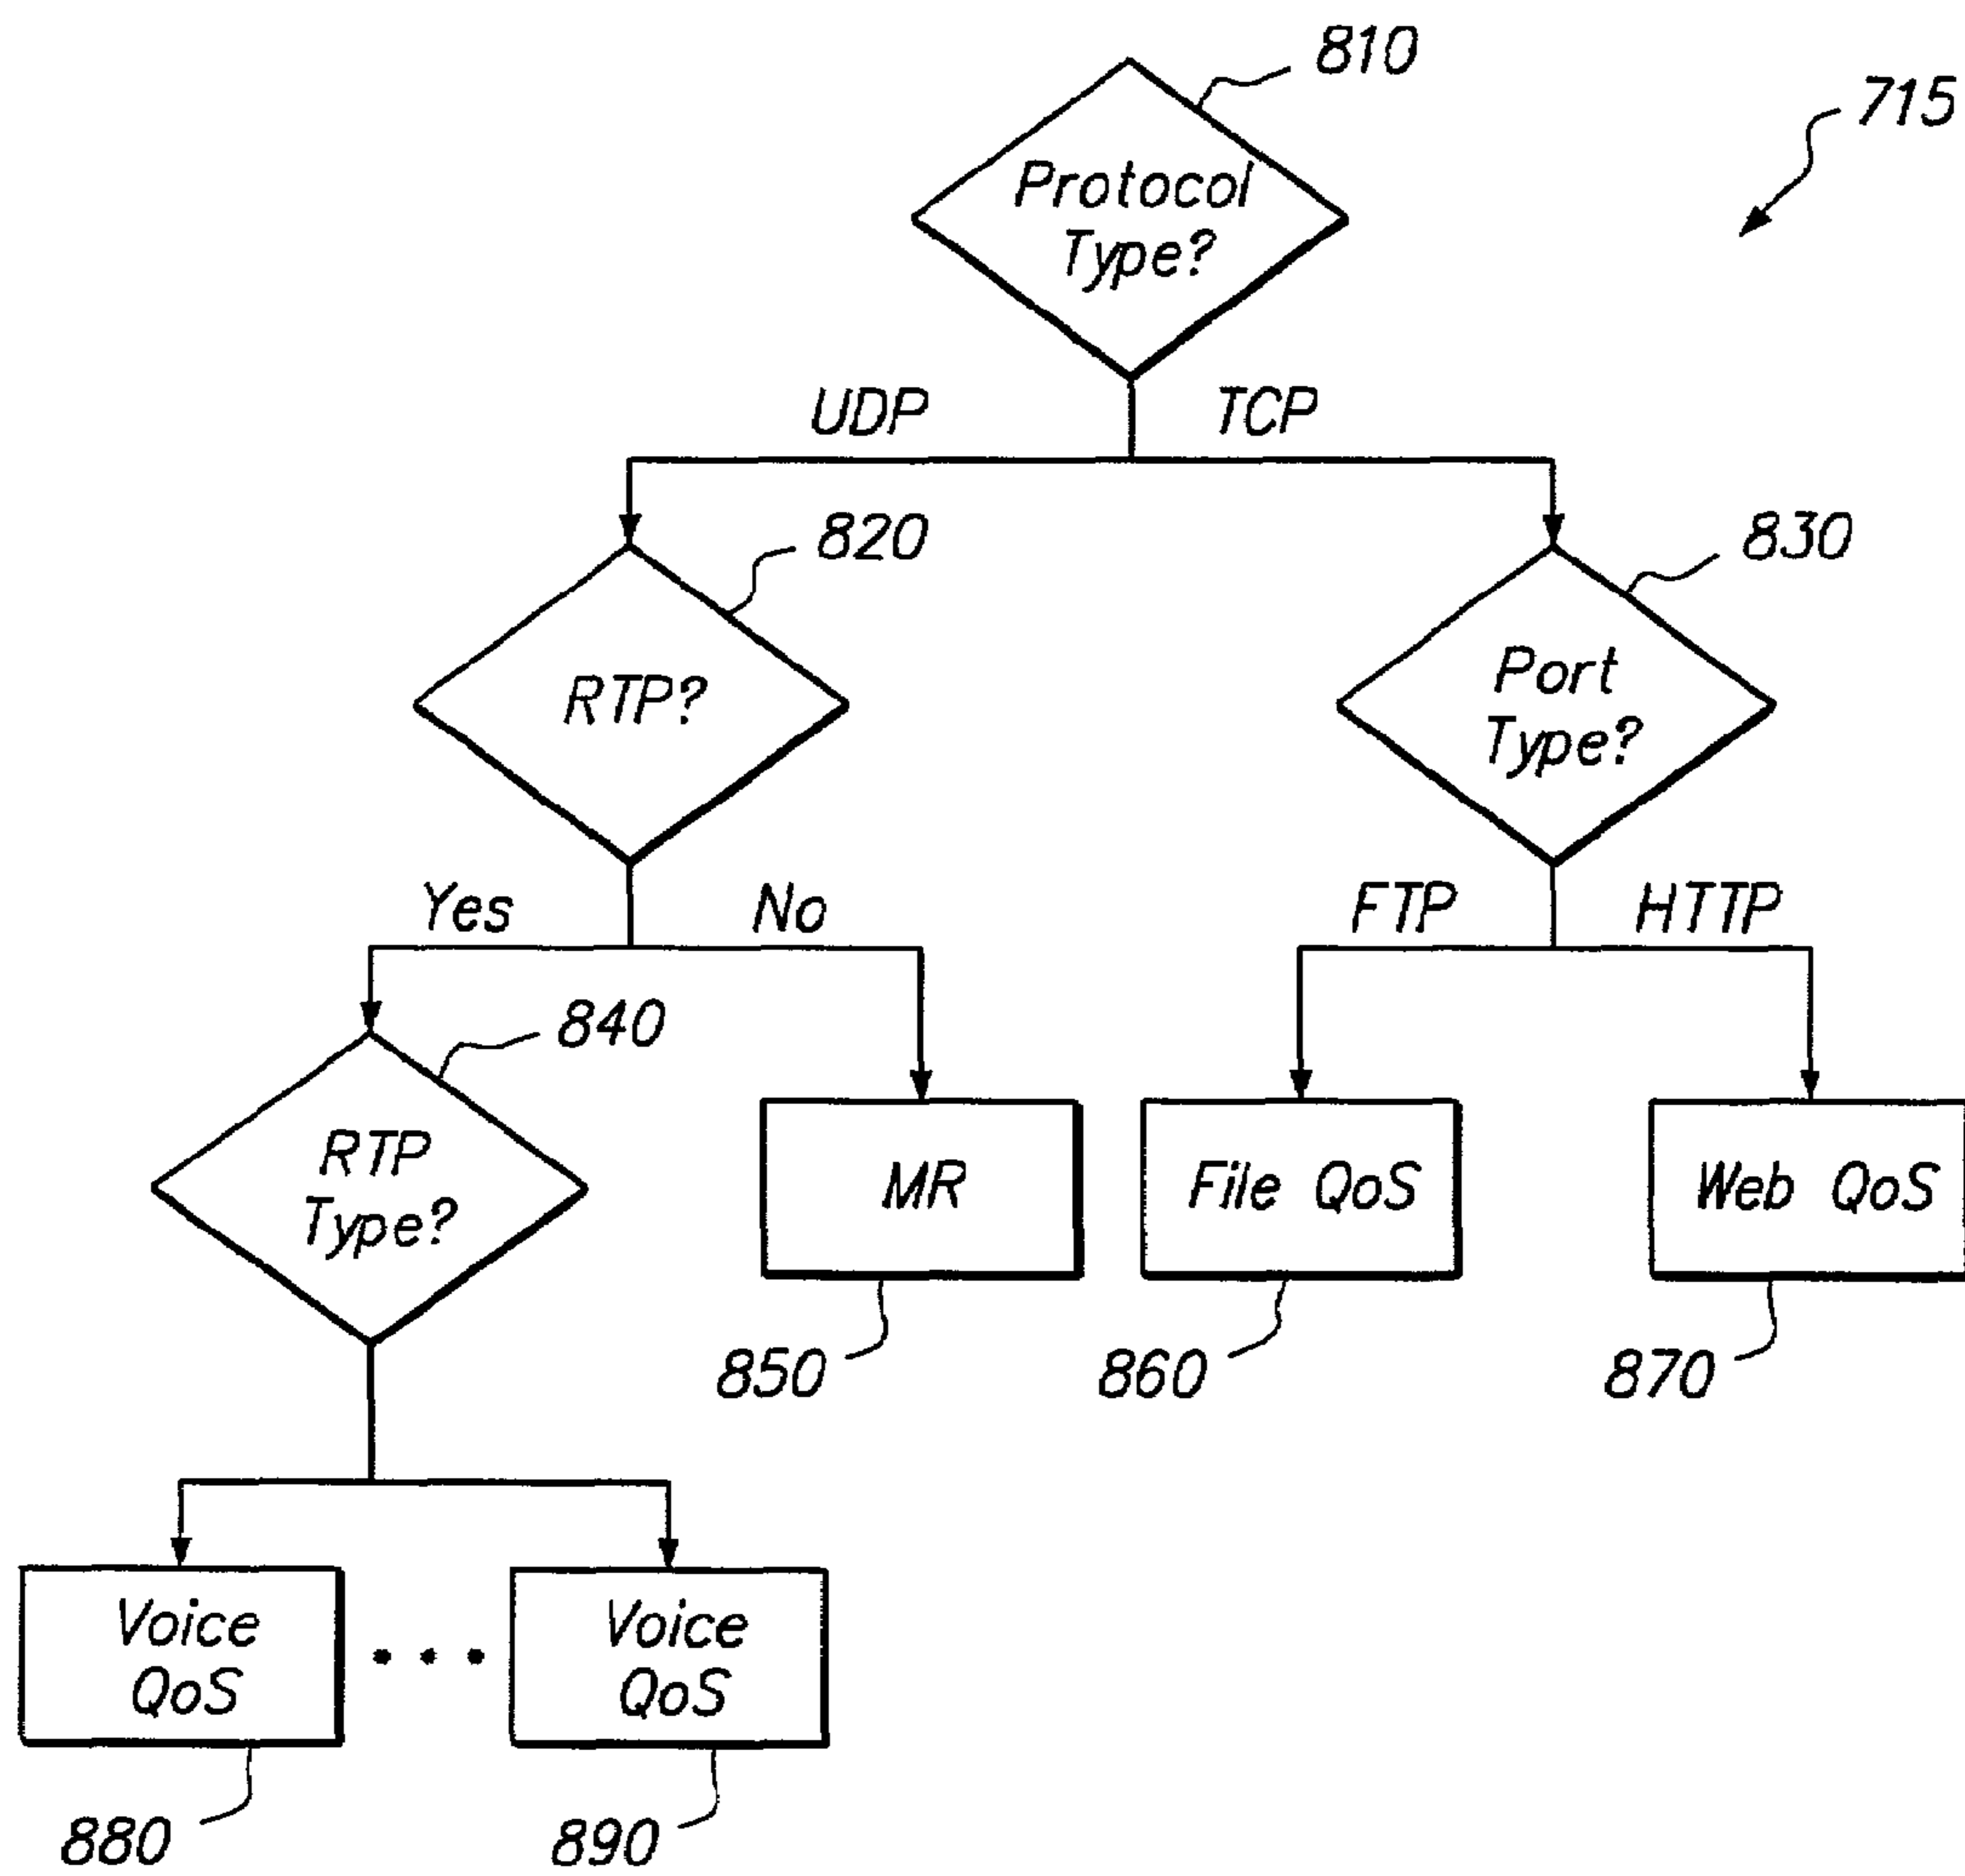 810
715
Protocol
Type?
UDP
TCP
820
830
RTP?
Port
Type?
Yes
No
FTP
HTTP
840
RTP
Type?
MR
File QoS
Web QoS
850
860
870
Voice
QoS
• • •
Voice
QoS
880
890